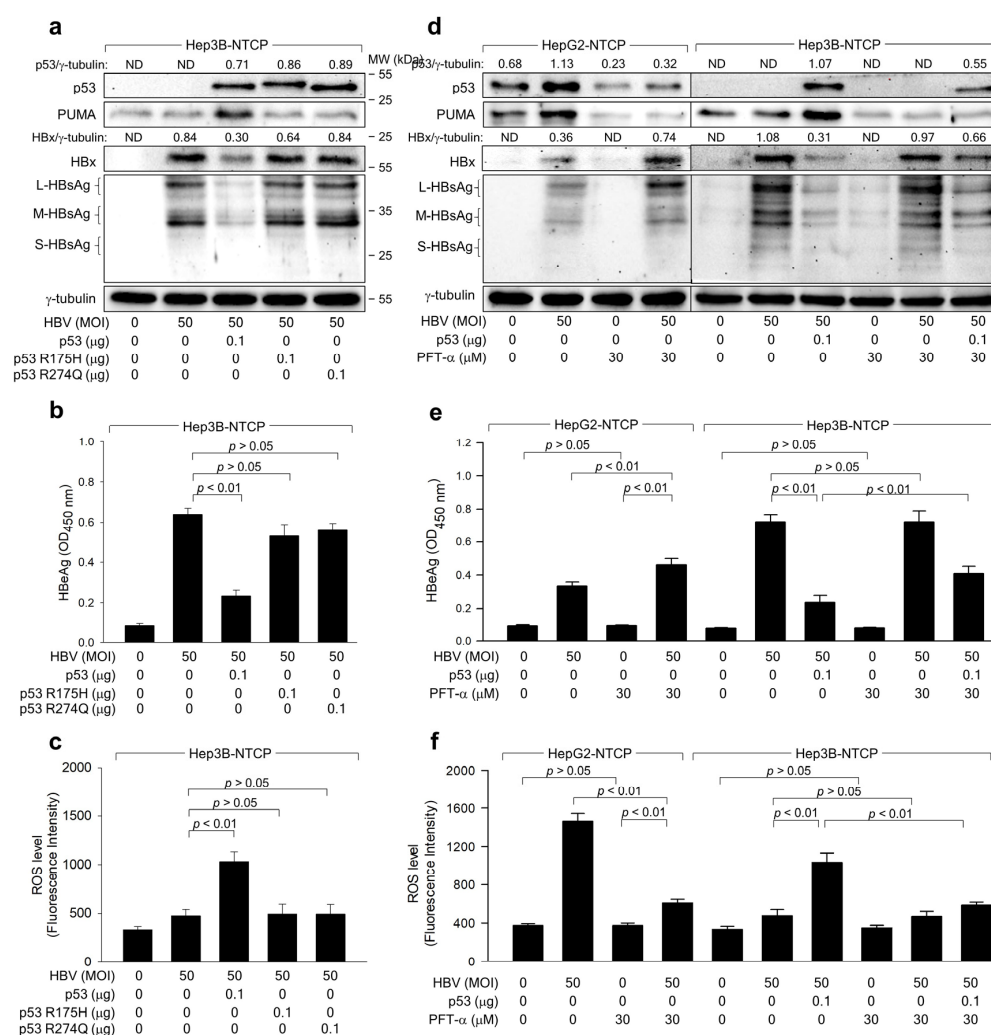 a
Hep3B-NTCP
p53/γ-tubulin: ND ND 0.71 0.86 0.89 MW (kDa)
p53
- 55
PUMA
- 25
HBx/γ-tubulin: ND 0.84 0.30 0.64 0.84
- 25
HBx
- 55
L-HBsAg
M-HBsAg
- 35
S-HBsAg
- 25
γ-tubulin
- 55
HBV (MOI) 0 50 50 50 50
p53 (μg) 0 0 0.1 0 0
p53 R175H (μg) 0 0 0 0.1 0
p53 R274Q (μg) 0 0 0 0 0.1
b
Hep3B-NTCP
HBeAg (OD450 nm)
1.0
0.8
0.6
0.4
0.2
0.0
p > 0.05
p > 0.05
p < 0.01
HBV (MOI) 0 50 50 50 50
p53 (μg) 0 0 0.1 0 0
p53 R175H (μg) 0 0 0 0.1 0
p53 R274Q (μg) 0 0 0 0 0.1
c
Hep3B-NTCP
ROS level
(Fluorescence Intensity)
2000
1500
1000
500
0
p > 0.05
p > 0.05
p < 0.01
HBV (MOI) 0 50 50 50 50
p53 (μg) 0 0 0.1 0 0
p53 R175H (μg) 0 0 0 0.1 0
p53 R274Q (μg) 0 0 0 0 0.1
d
HepG2-NTCP Hep3B-NTCP
p53/γ-tubulin: 0.68 1.13 0.23 0.32 ND ND 1.07 ND ND 0.55
p53
PUMA
HBx/γ-tubulin: ND 0.36 ND 0.74 ND 1.08 0.31 ND 0.97 0.66
HBx
L-HBsAg
M-HBsAg
S-HBsAg
γ-tubulin
HBV (MOI) 0 50 0 50 0 50 50 0 50 50
p53 (μg) 0 0 0 0 0 0 0.1 0 0 0.1
PFT-α (μM) 0 0 30 30 0 0 0 30 30 30
e
HepG2-NTCP Hep3B-NTCP
HBeAg (OD450 nm)
1.2
1.0
0.8
0.6
0.4
0.2
0.0
p > 0.05
p < 0.01
p < 0.01
p > 0.05
p > 0.05
p < 0.01
p < 0.01
HBV (MOI) 0 50 0 50 0 50 50 0 50 50
p53 (μg) 0 0 0 0 0 0 0.1 0 0 0.1
PFT-α (μM) 0 0 30 30 0 0 0 30 30 30
f
HepG2-NTCP Hep3B-NTCP
ROS level
(Fluorescence Intensity)
2000
1600
1200
800
400
0
p > 0.05
p < 0.01
p < 0.01
p > 0.05
p > 0.05
p < 0.01
p < 0.01
HBV (MOI) 0 50 0 50 0 50 50 0 50 50
p53 (μg) 0 0 0 0 0 0 0.1 0 0 0.1
PFT-α (μM) 0 0 30 30 0 0 0 30 30 30